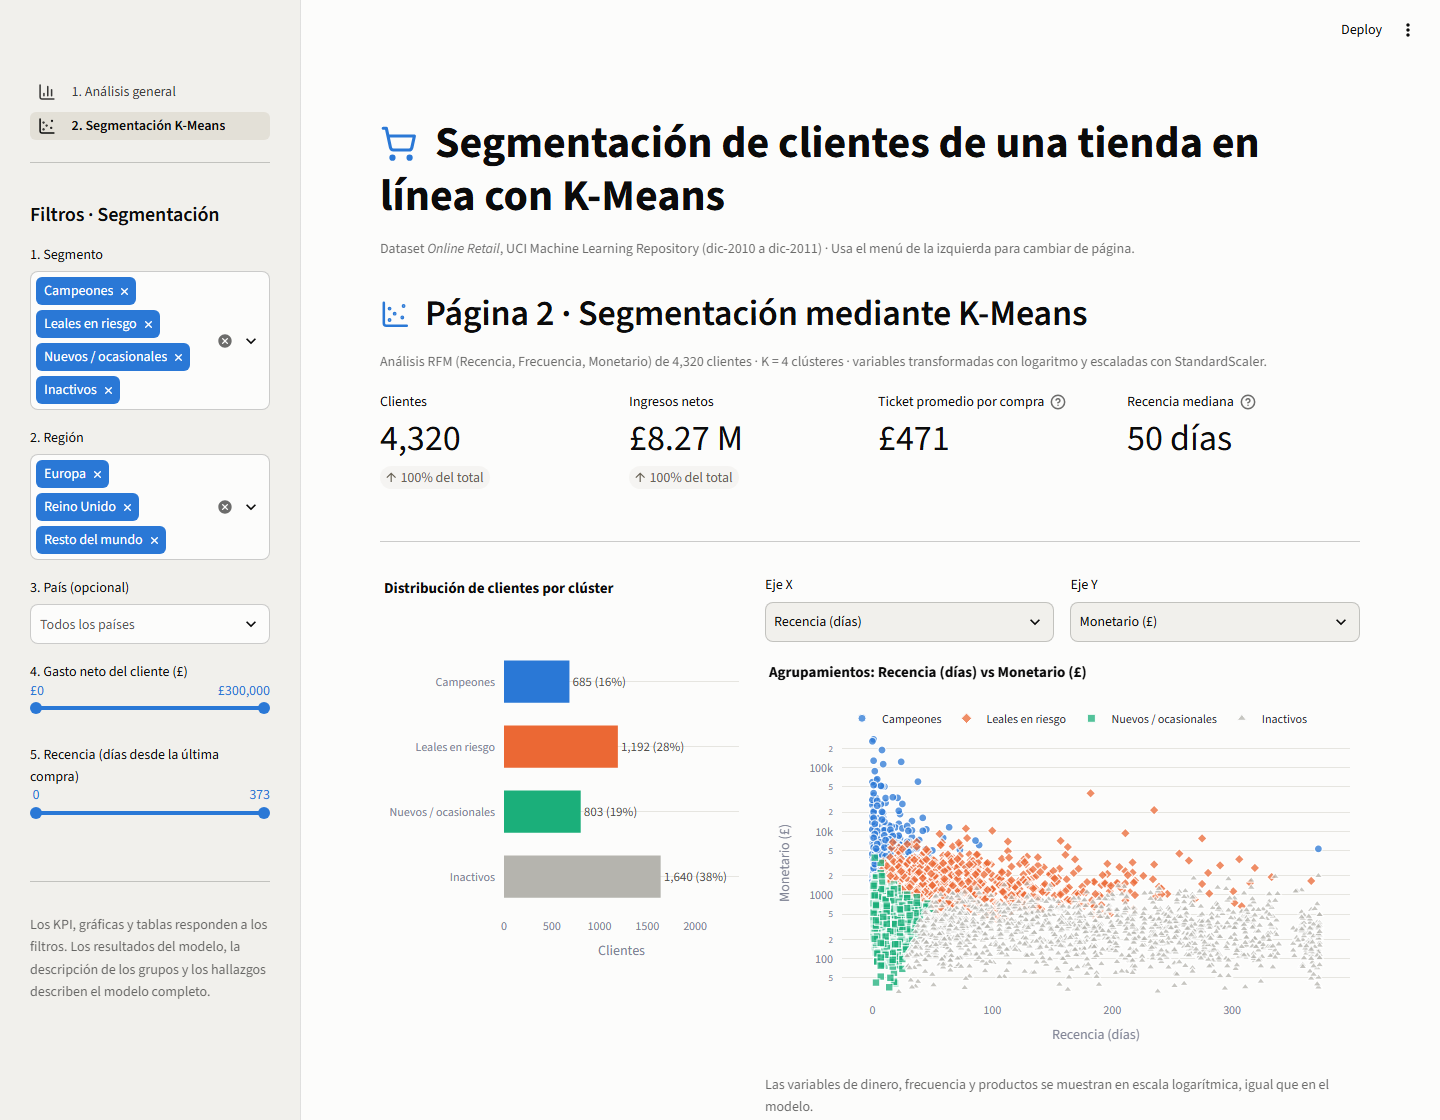 Deploy
1. Análisis general
2. Segmentación K-Means
Filtros · Segmentación
1. Segmento
Campeones ×
Leales en riesgo ×
Nuevos / ocasionales ×
Inactivos ×
2. Región
Europa ×
Reino Unido ×
Resto del mundo ×
3. País (opcional)
Todos los países
4. Gasto neto del cliente (£)
£0 £300,000
5. Recencia (días desde la última
compra)
0 373
Los KPI, gráficas y tablas responden a los
filtros. Los resultados del modelo, la
descripción de los grupos y los hallazgos
describen el modelo completo.
Segmentación de clientes de una tienda en
línea con K-Means
Dataset Online Retail, UCI Machine Learning Repository (dic-2010 a dic-2011) · Usa el menú de la izquierda para cambiar de página.
Página 2 · Segmentación mediante K-Means
Análisis RFM (Recencia, Frecuencia, Monetario) de 4,320 clientes · K = 4 clústeres · variables transformadas con logaritmo y escaladas con StandardScaler.
Clientes
4,320
↑ 100% del total
Ingresos netos
£8.27 M
↑ 100% del total
Ticket promedio por compra ?
£471
Recencia mediana ?
50 días
Distribución de clientes por clúster
Campeones 685 (16%)
Leales en riesgo 1,192 (28%)
Nuevos / ocasionales 803 (19%)
Inactivos 1,640 (38%)
0 500 1000 1500 2000
Clientes
Eje X
Recencia (días)
Eje Y
Monetario (£)
Agrupamientos: Recencia (días) vs Monetario (£)
Campeones Leales en riesgo Nuevos / ocasionales Inactivos
2
100k
5
2
10k
5
2
1000
5
2
100
5
Monetario (£)
0 100 200 300
Recencia (días)
Las variables de dinero, frecuencia y productos se muestran en escala logarítmica, igual que en el
modelo.